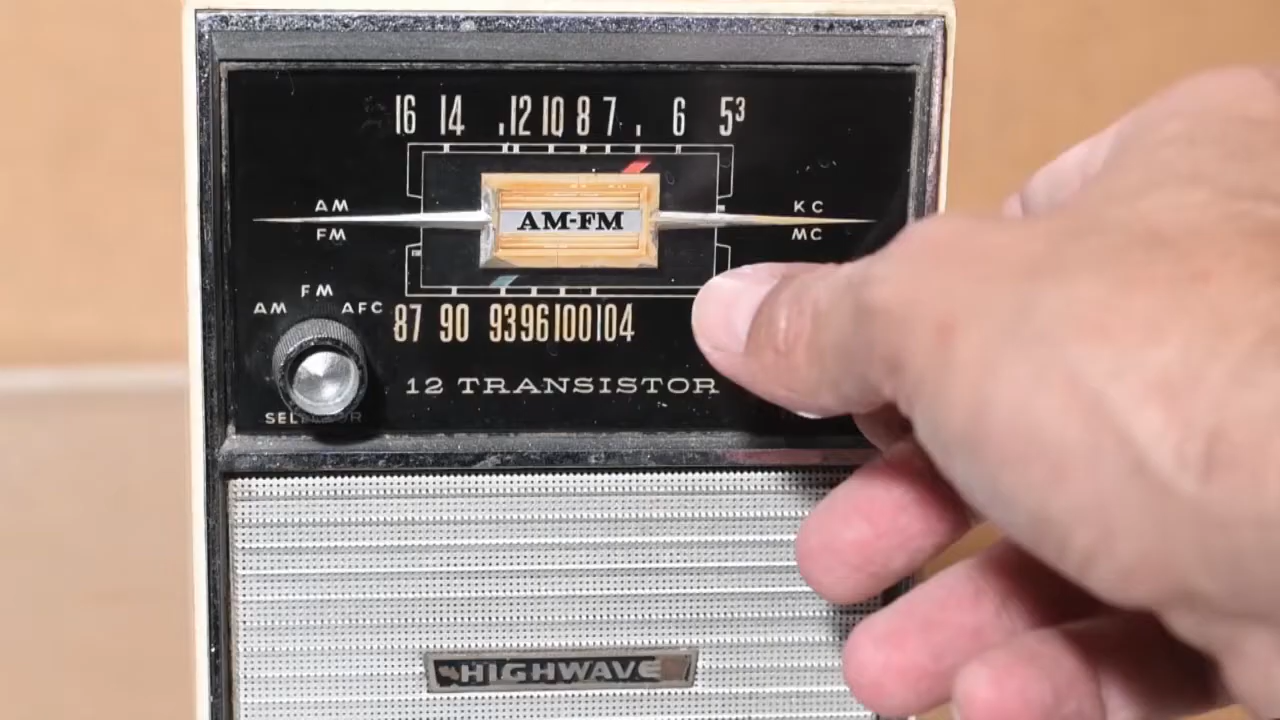 16 14 12 10 8 7 6 5³
AM KC
AM-FM
FM MC
FM
AM AFC
87 90 93 96 100 104
12 TRANSISTOR
HIGHWAVE